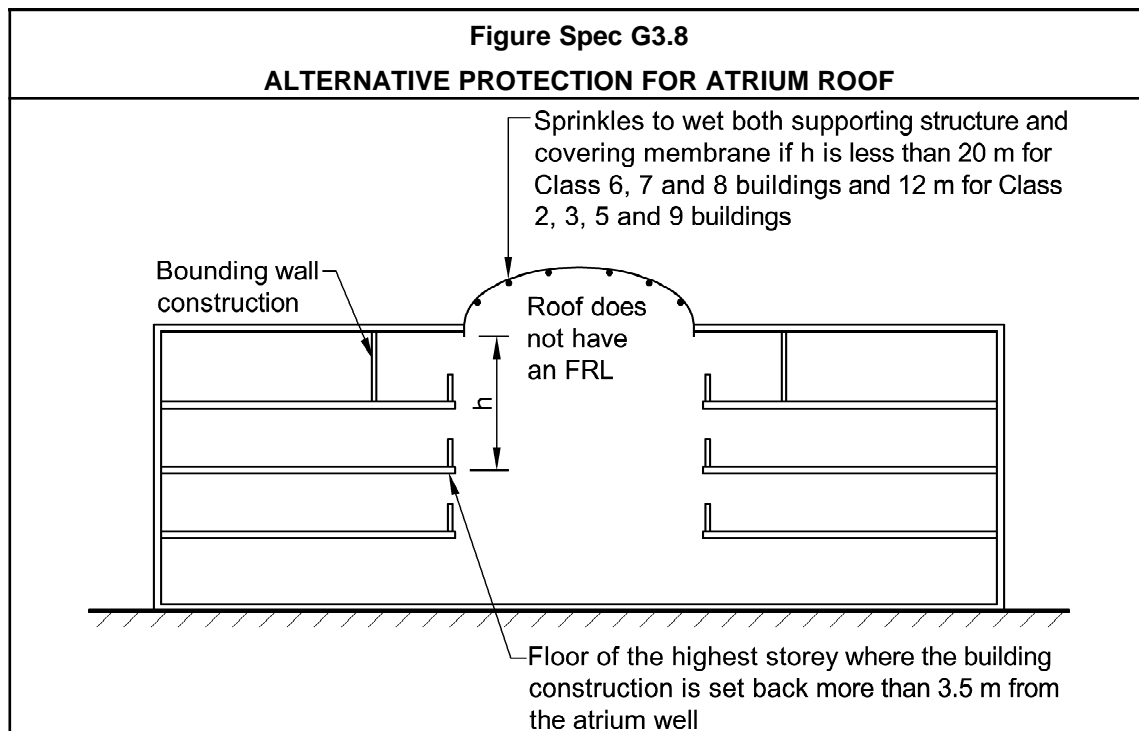 Figure Spec G3.8
ALTERNATIVE PROTECTION FOR ATRIUM ROOF
Sprinkles to wet both supporting structure and
covering membrane if h is less than 20 m for
Class 6, 7 and 8 buildings and 12 m for Class
2, 3, 5 and 9 buildings
Bounding wall
construction
Roof does
not have
an FRL
h
Floor of the highest storey where the building
construction is set back more than 3.5 m from
the atrium well